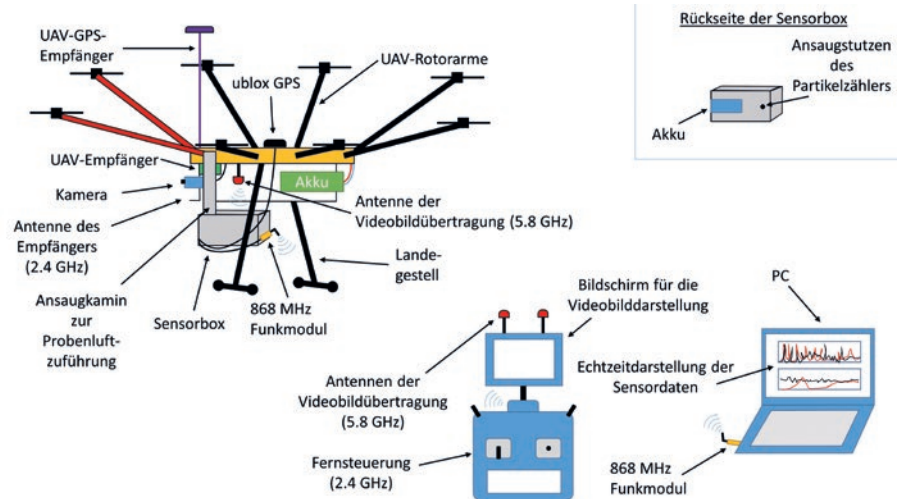 UAV-GPS-
Empfänger
ublox GPS
UAV-Rotorarme
UAV-Empfänger
Kamera
Akku
Antenne der
Videobildübertragung (5.8 GHz)
Antenne des
Empfängers
(2.4 GHz)
Lande-
gestell
Ansaugkamin
zur
Probenluft-
zuführung
Sensorbox
868 MHz
Funkmodul
Rückseite der Sensorbox
Ansaugstutzen
des
Partikelzählers
Akku
Bildschirm für die
Videobilddarstellung
Antennen der
Videobildübertragung
(5.8 GHz)
Fernsteuerung
(2.4 GHz)
PC
Echtzeitdarstellung der
Sensordaten
868 MHz
Funkmodul